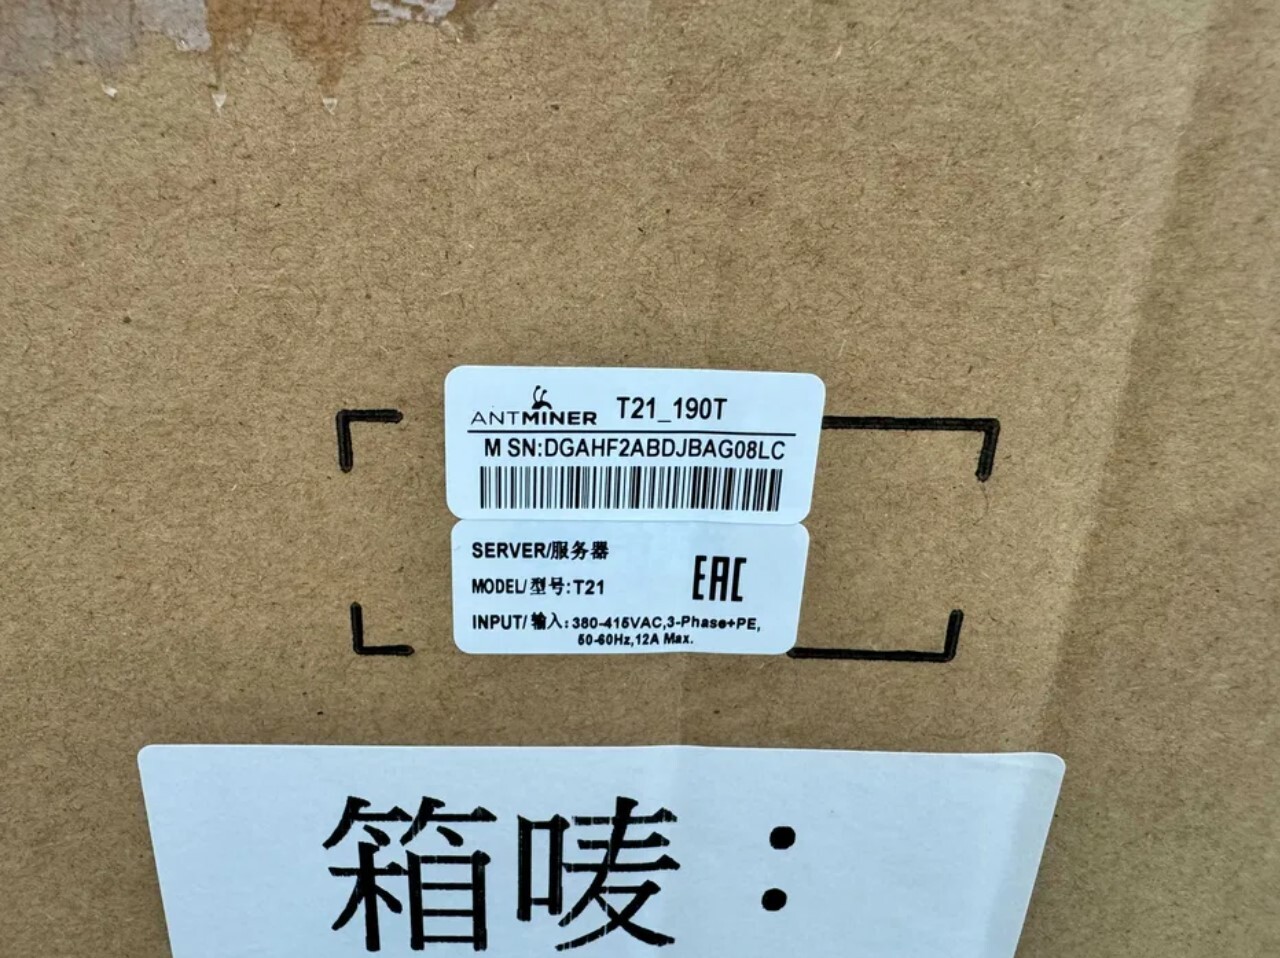 ANTMINER T21_190T
M SN:DGAHF2ABDJBAG08LC
SERVER/服务器
MODEL/型号:T21
EAC
INPUT/输入:380-415VAC,3-Phase+PE,
50-60Hz,12A Max.
箱唛：